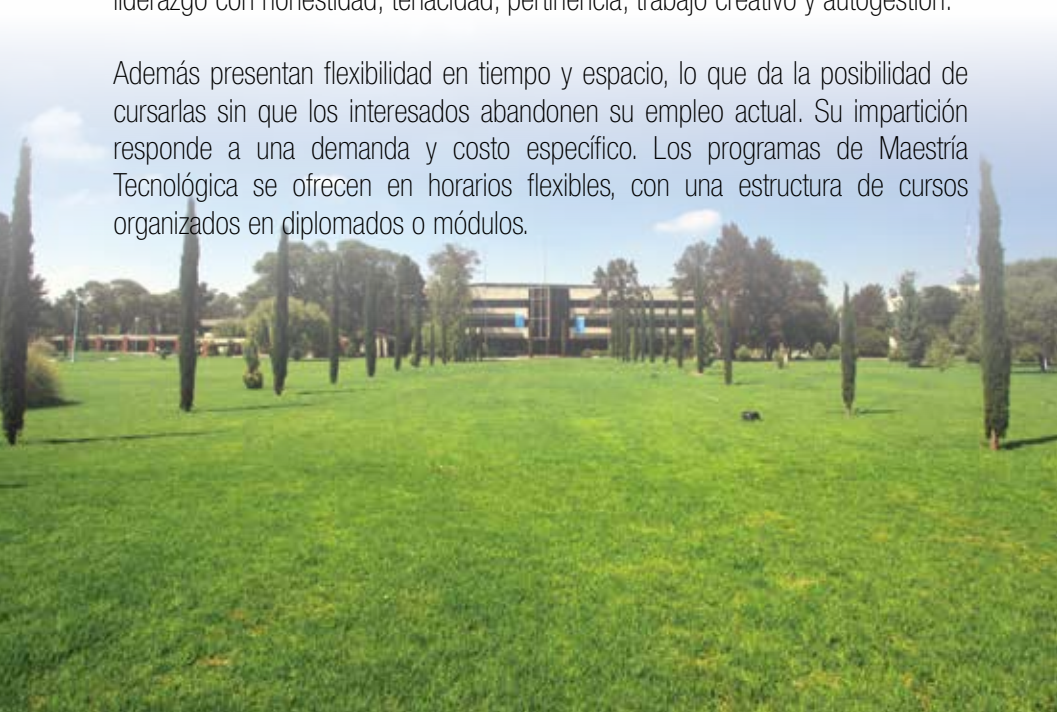 liderazgo con honestidad, tenacidad, pertinencia, trabajo creativo y autogestión.
Además presentan flexibilidad en tiempo y espacio, lo que da la posibilidad de
cursarlas sin que los interesados abandonen su empleo actual. Su impartición
responde a una demanda y costo específico. Los programas de Maestría
Tecnológica se ofrecen en horarios flexibles, con una estructura de cursos
organizados en diplomados o módulos.